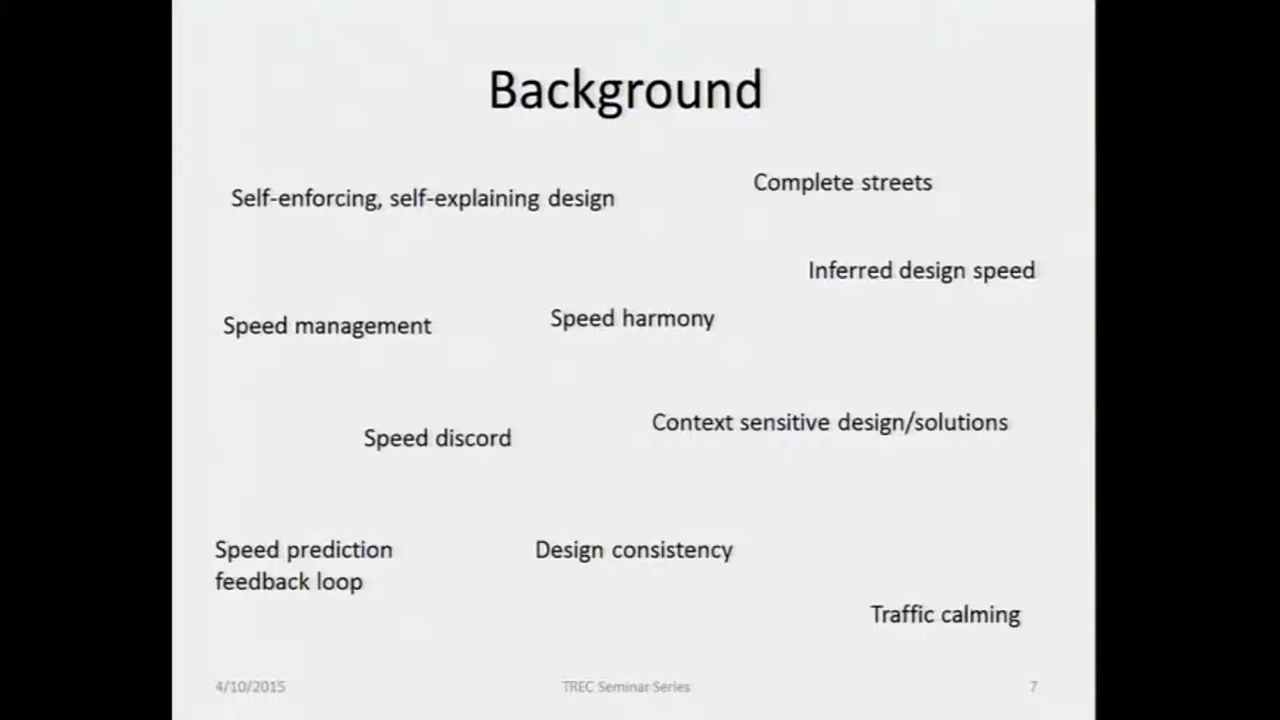 Background
Self-enforcing, self-explaining design
Complete streets
Inferred design speed
Speed management
Speed harmony
Context sensitive design/solutions
Speed discord
Speed prediction
feedback loop
Design consistency
Traffic calming
4/10/2015
TREC Seminar Series
7